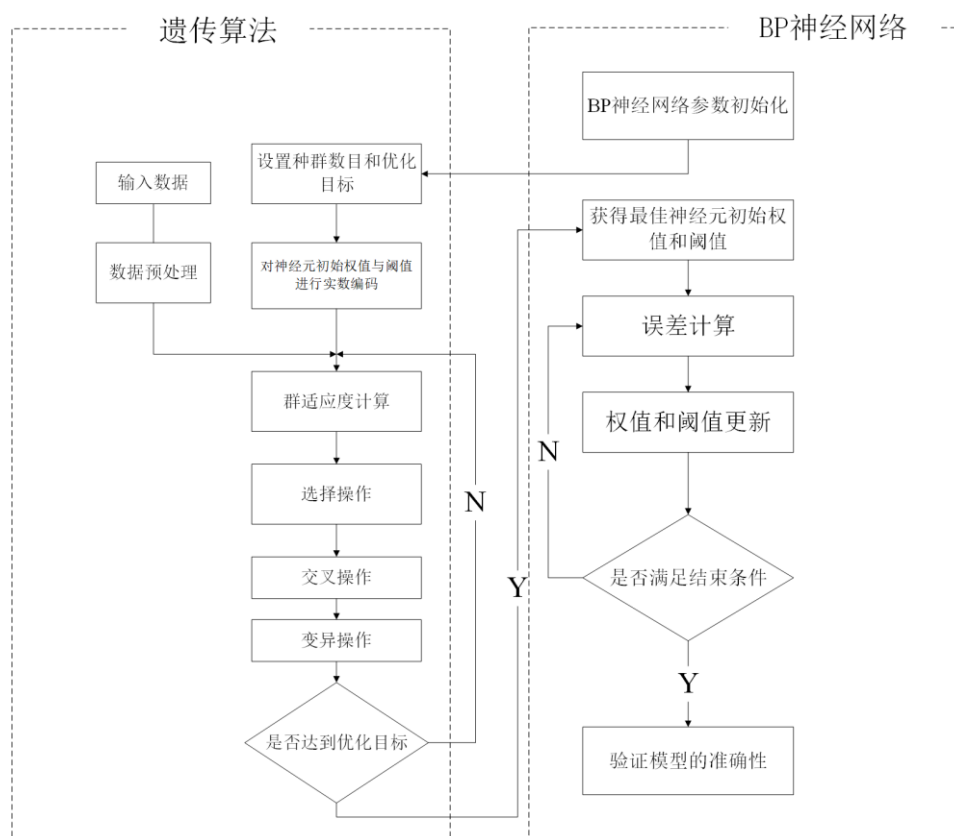 遗传算法
BP神经网络
BP神经网络参数初始化
设置种群数目和优化
目标
输入数据
获得最佳神经元初始权
值和阈值
数据预处理
对神经元初始权值与阈值
进行实数编码
误差计算
群适应度计算
权值和阈值更新
N
选择操作
N
交叉操作
是否满足结束条件
Y
变异操作
Y
是否达到优化目标
验证模型的准确性